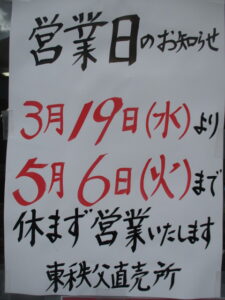 営業日のお知らせ
3月19日(水)より
5月6日(火)まで
休まず営業いたします
東秩父直売所